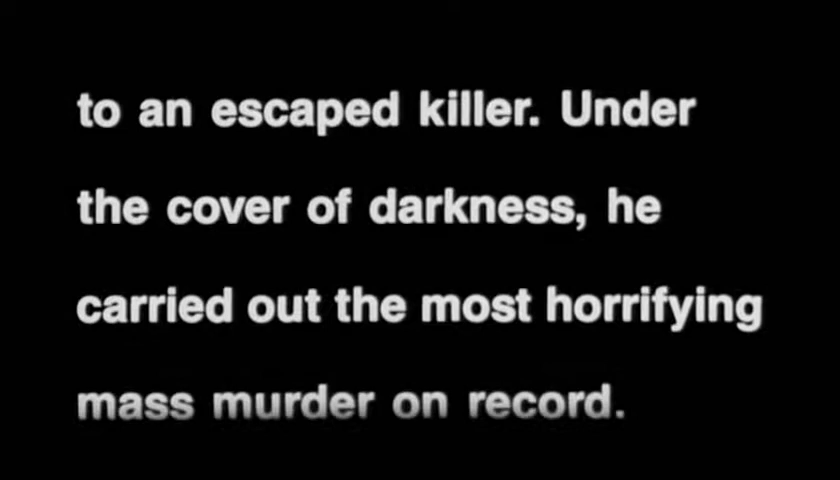 to an escaped killer. Under
the cover of darkness, he
carried out the most horrifying
mass murder on record.